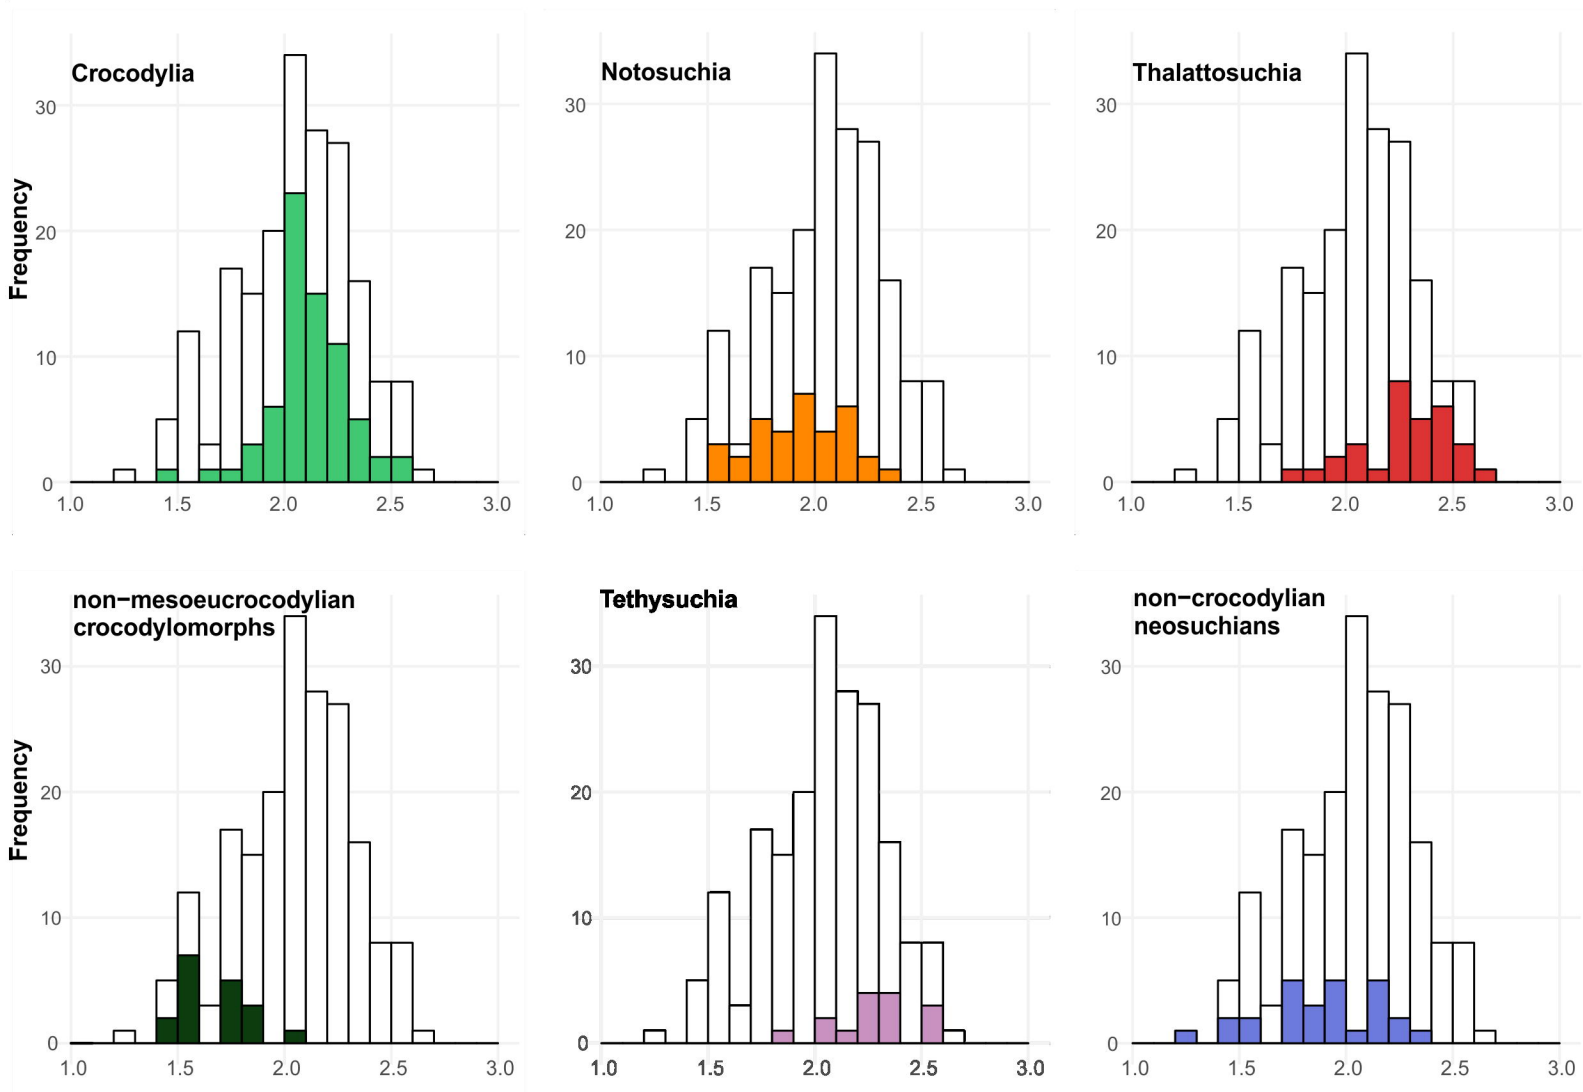 Crocodylia
Frequency
30
20
10
0
1.0 1.5 2.0 2.5 3.0
Notosuchia
30
20
10
0
1.0 1.5 2.0 2.5 3.0
Thalattosuchia
30
20
10
0
1.0 1.5 2.0 2.5 3.0
non−mesoeucrocodylian
crocodylomorphs
Frequency
30
20
10
0
1.0 1.5 2.0 2.5 3.0
Tethysuchia
30
20
10
0
1.0 1.5 2.0 2.5 3.0
non−crocodylian
neosuchians
30
20
10
0
1.0 1.5 2.0 2.5 3.0